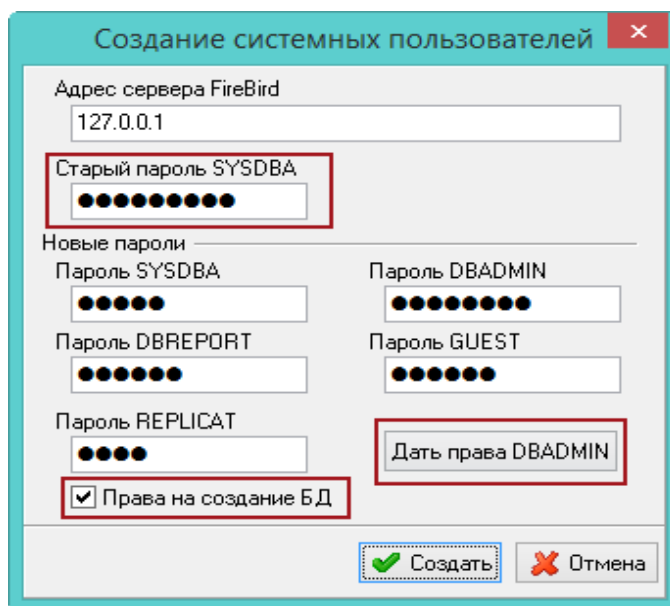 Создание системных пользователей
Адрес сервера FireBird
127.0.0.1
Старый пароль SYSDBA
●●●●●●●●●
Новые пароли
Пароль SYSDBA Пароль DBADMIN
●●●●● ●●●●●●●●
Пароль DBREPORT Пароль GUEST
●●●●●● ●●●●●●
Пароль REPLICAT
●●●● Дать права DBADMIN
Права на создание БД
Создать Отмена